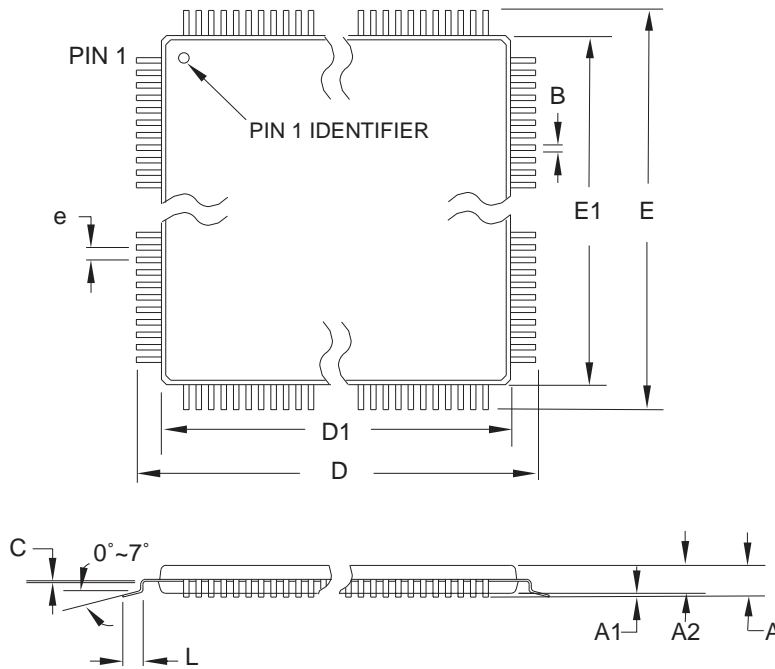 PIN 1
PIN 1 IDENTIFIER
B
e
E1
E
D1
D
C
0°~7°
L
A1
A2
A